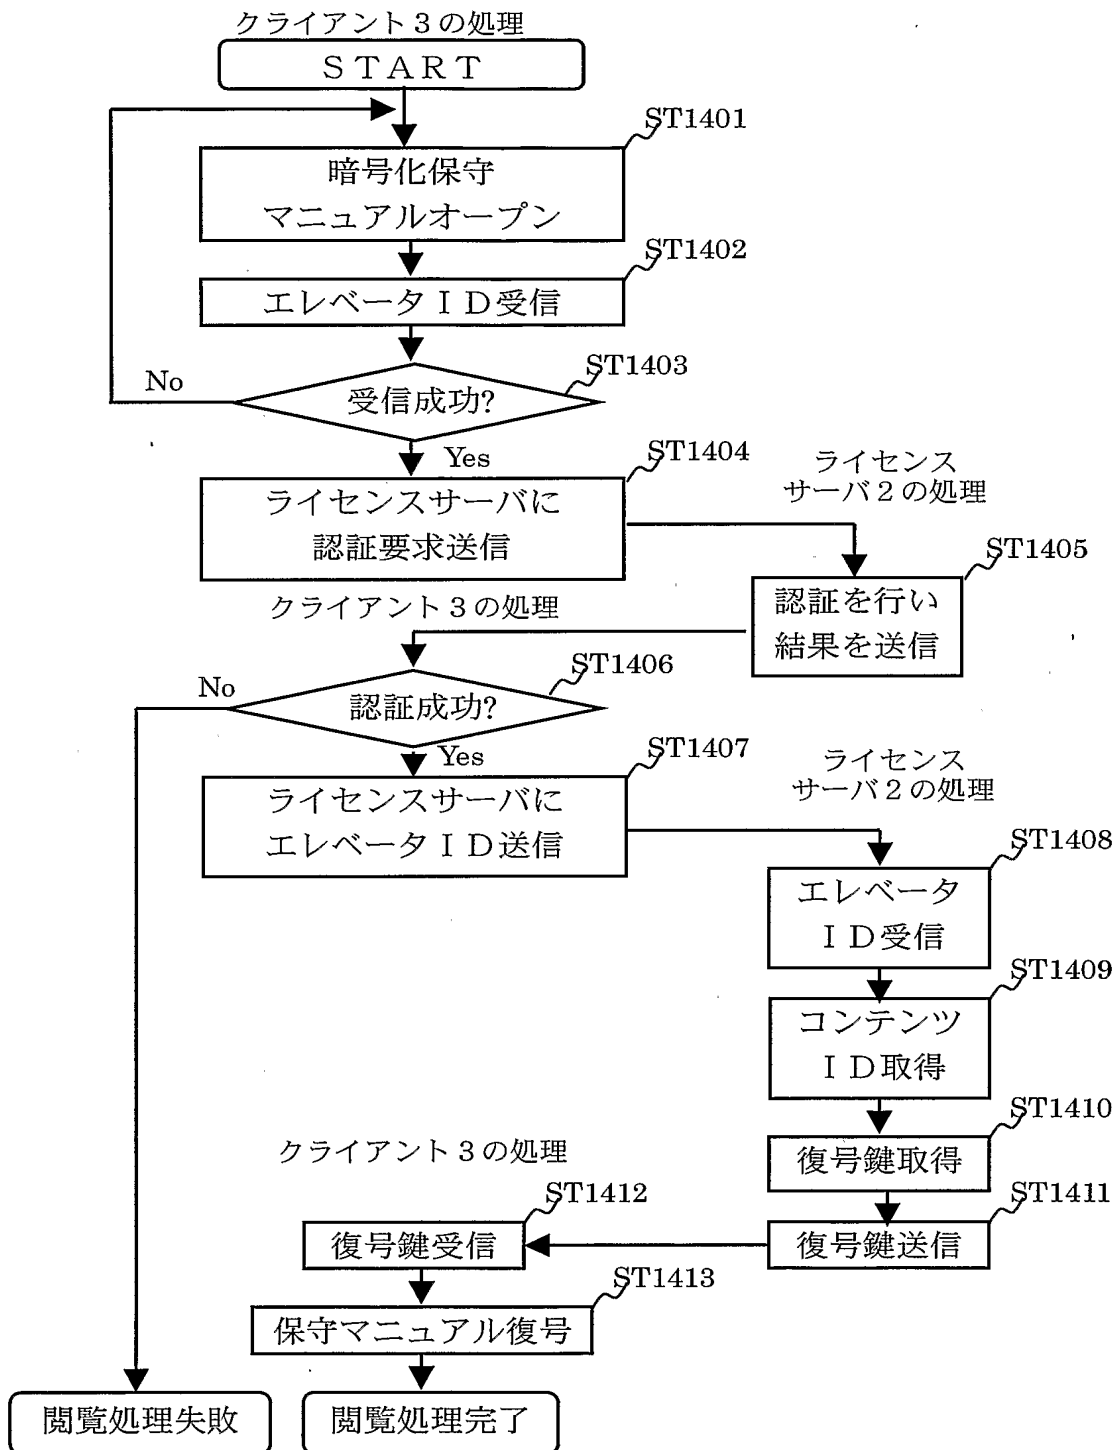 クライアント３の処理
ＳＴＡＲＴ
ST1401
暗号化保守
マニュアルオープン
ST1402
エレベータＩＤ受信
ST1403
No
受信成功?
Yes
ST1404
ライセンスサーバに
認証要求送信
ライセンス
サーバ２の処理
ST1405
認証を行い
結果を送信
クライアント３の処理
ST1406
No
認証成功?
Yes
ST1407
ライセンスサーバに
エレベータＩＤ送信
ライセンス
サーバ２の処理
ST1408
エレベータ
ＩＤ受信
ST1409
コンテンツ
ＩＤ取得
ST1410
復号鍵取得
ST1411
復号鍵送信
クライアント３の処理
ST1412
復号鍵受信
ST1413
保守マニュアル復号
閲覧処理失敗
閲覧処理完了